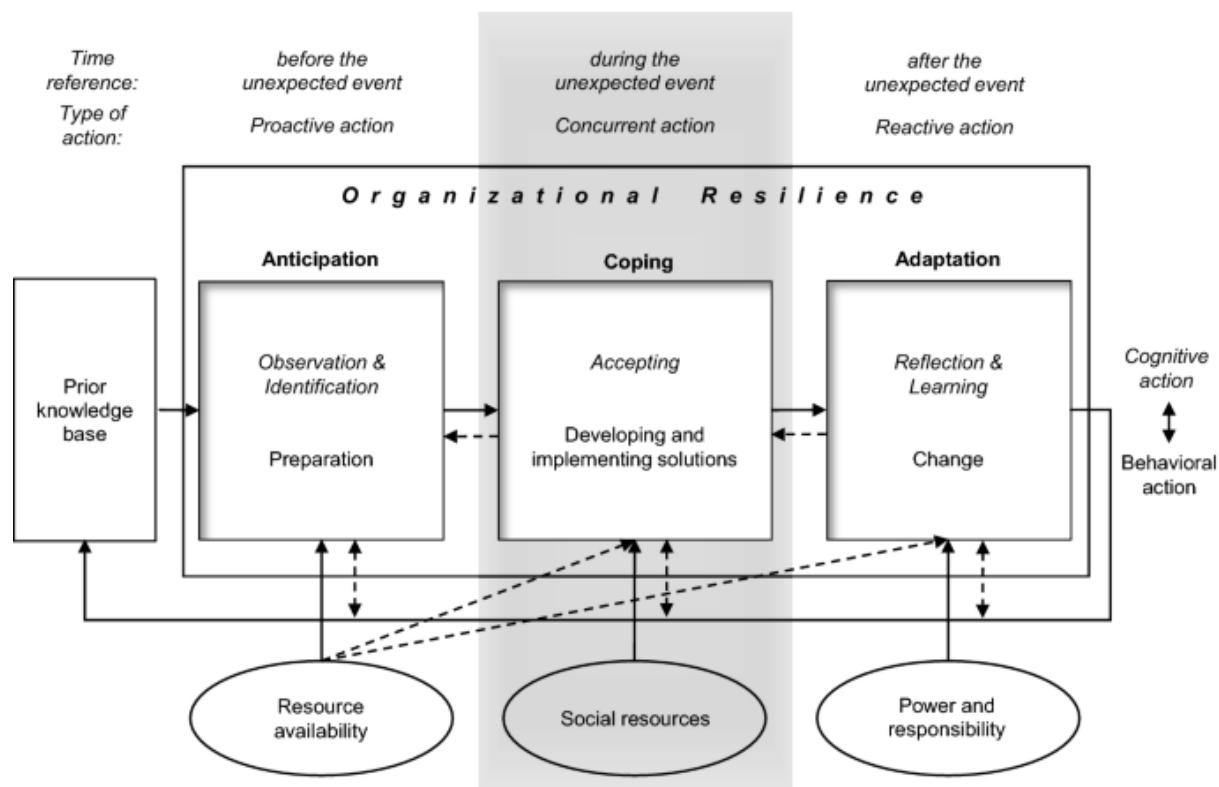 Time
reference:
before the
unexpected event
during the
unexpected event
after the
unexpected event
Type of
action:
Proactive action
Concurrent action
Reactive action
Organizational Resilience
Anticipation
Coping
Adaptation
Prior
knowledge
base
Observation &
Identification
Preparation
Accepting
Developing and
implementing solutions
Reflection &
Learning
Change
Cognitive
action
Behavioral
action
Resource
availability
Social resources
Power and
responsibility